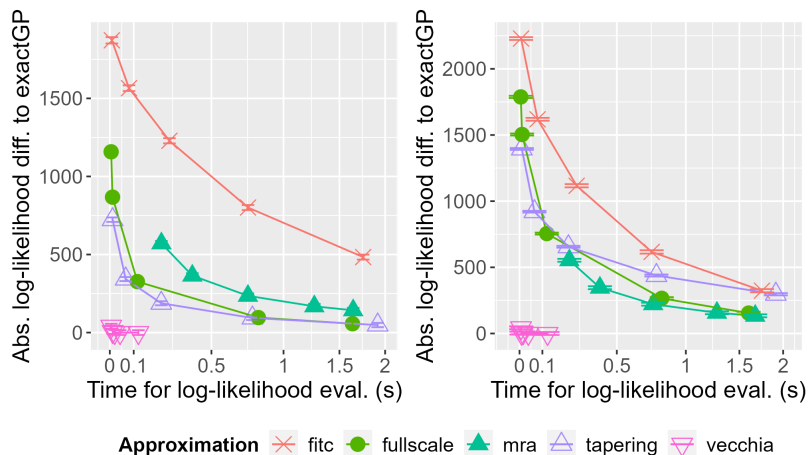 Abs. log-likelihood diff. to exactGP
1500
1000
500
0
0 0.1 0.5 1 1.5 2
Time for log-likelihood eval. (s)
Abs. log-likelihood diff. to exactGP
2000
1500
1000
500
0
0 0.1 0.5 1 1.5 2
Time for log-likelihood eval. (s)
Approximation fitc fullscale mra tapering vecchia